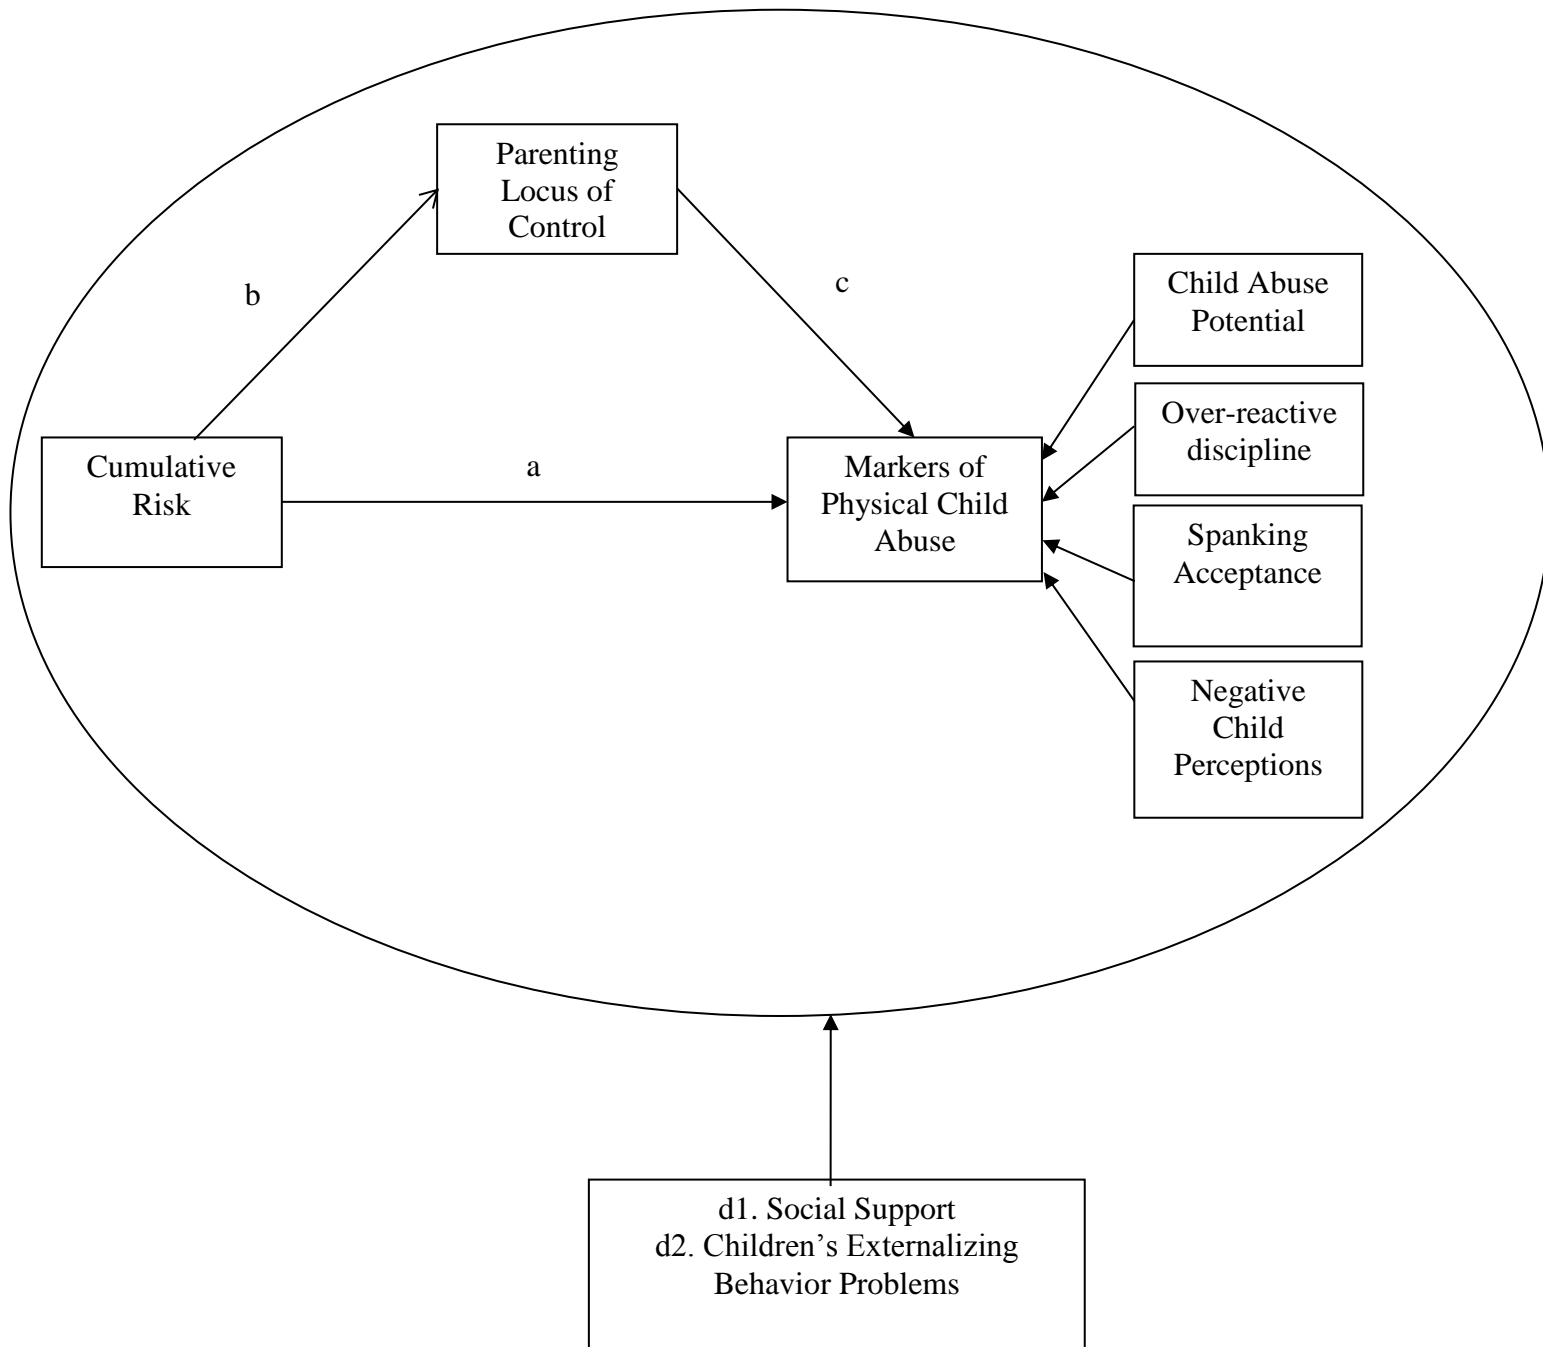 Parenting
Locus of
Control
b
c
Child Abuse
Potential
Over-reactive
discipline
Cumulative
Risk
a
Markers of
Physical Child
Abuse
Spanking
Acceptance
Negative
Child
Perceptions
d1. Social Support
d2. Children’s Externalizing
Behavior Problems